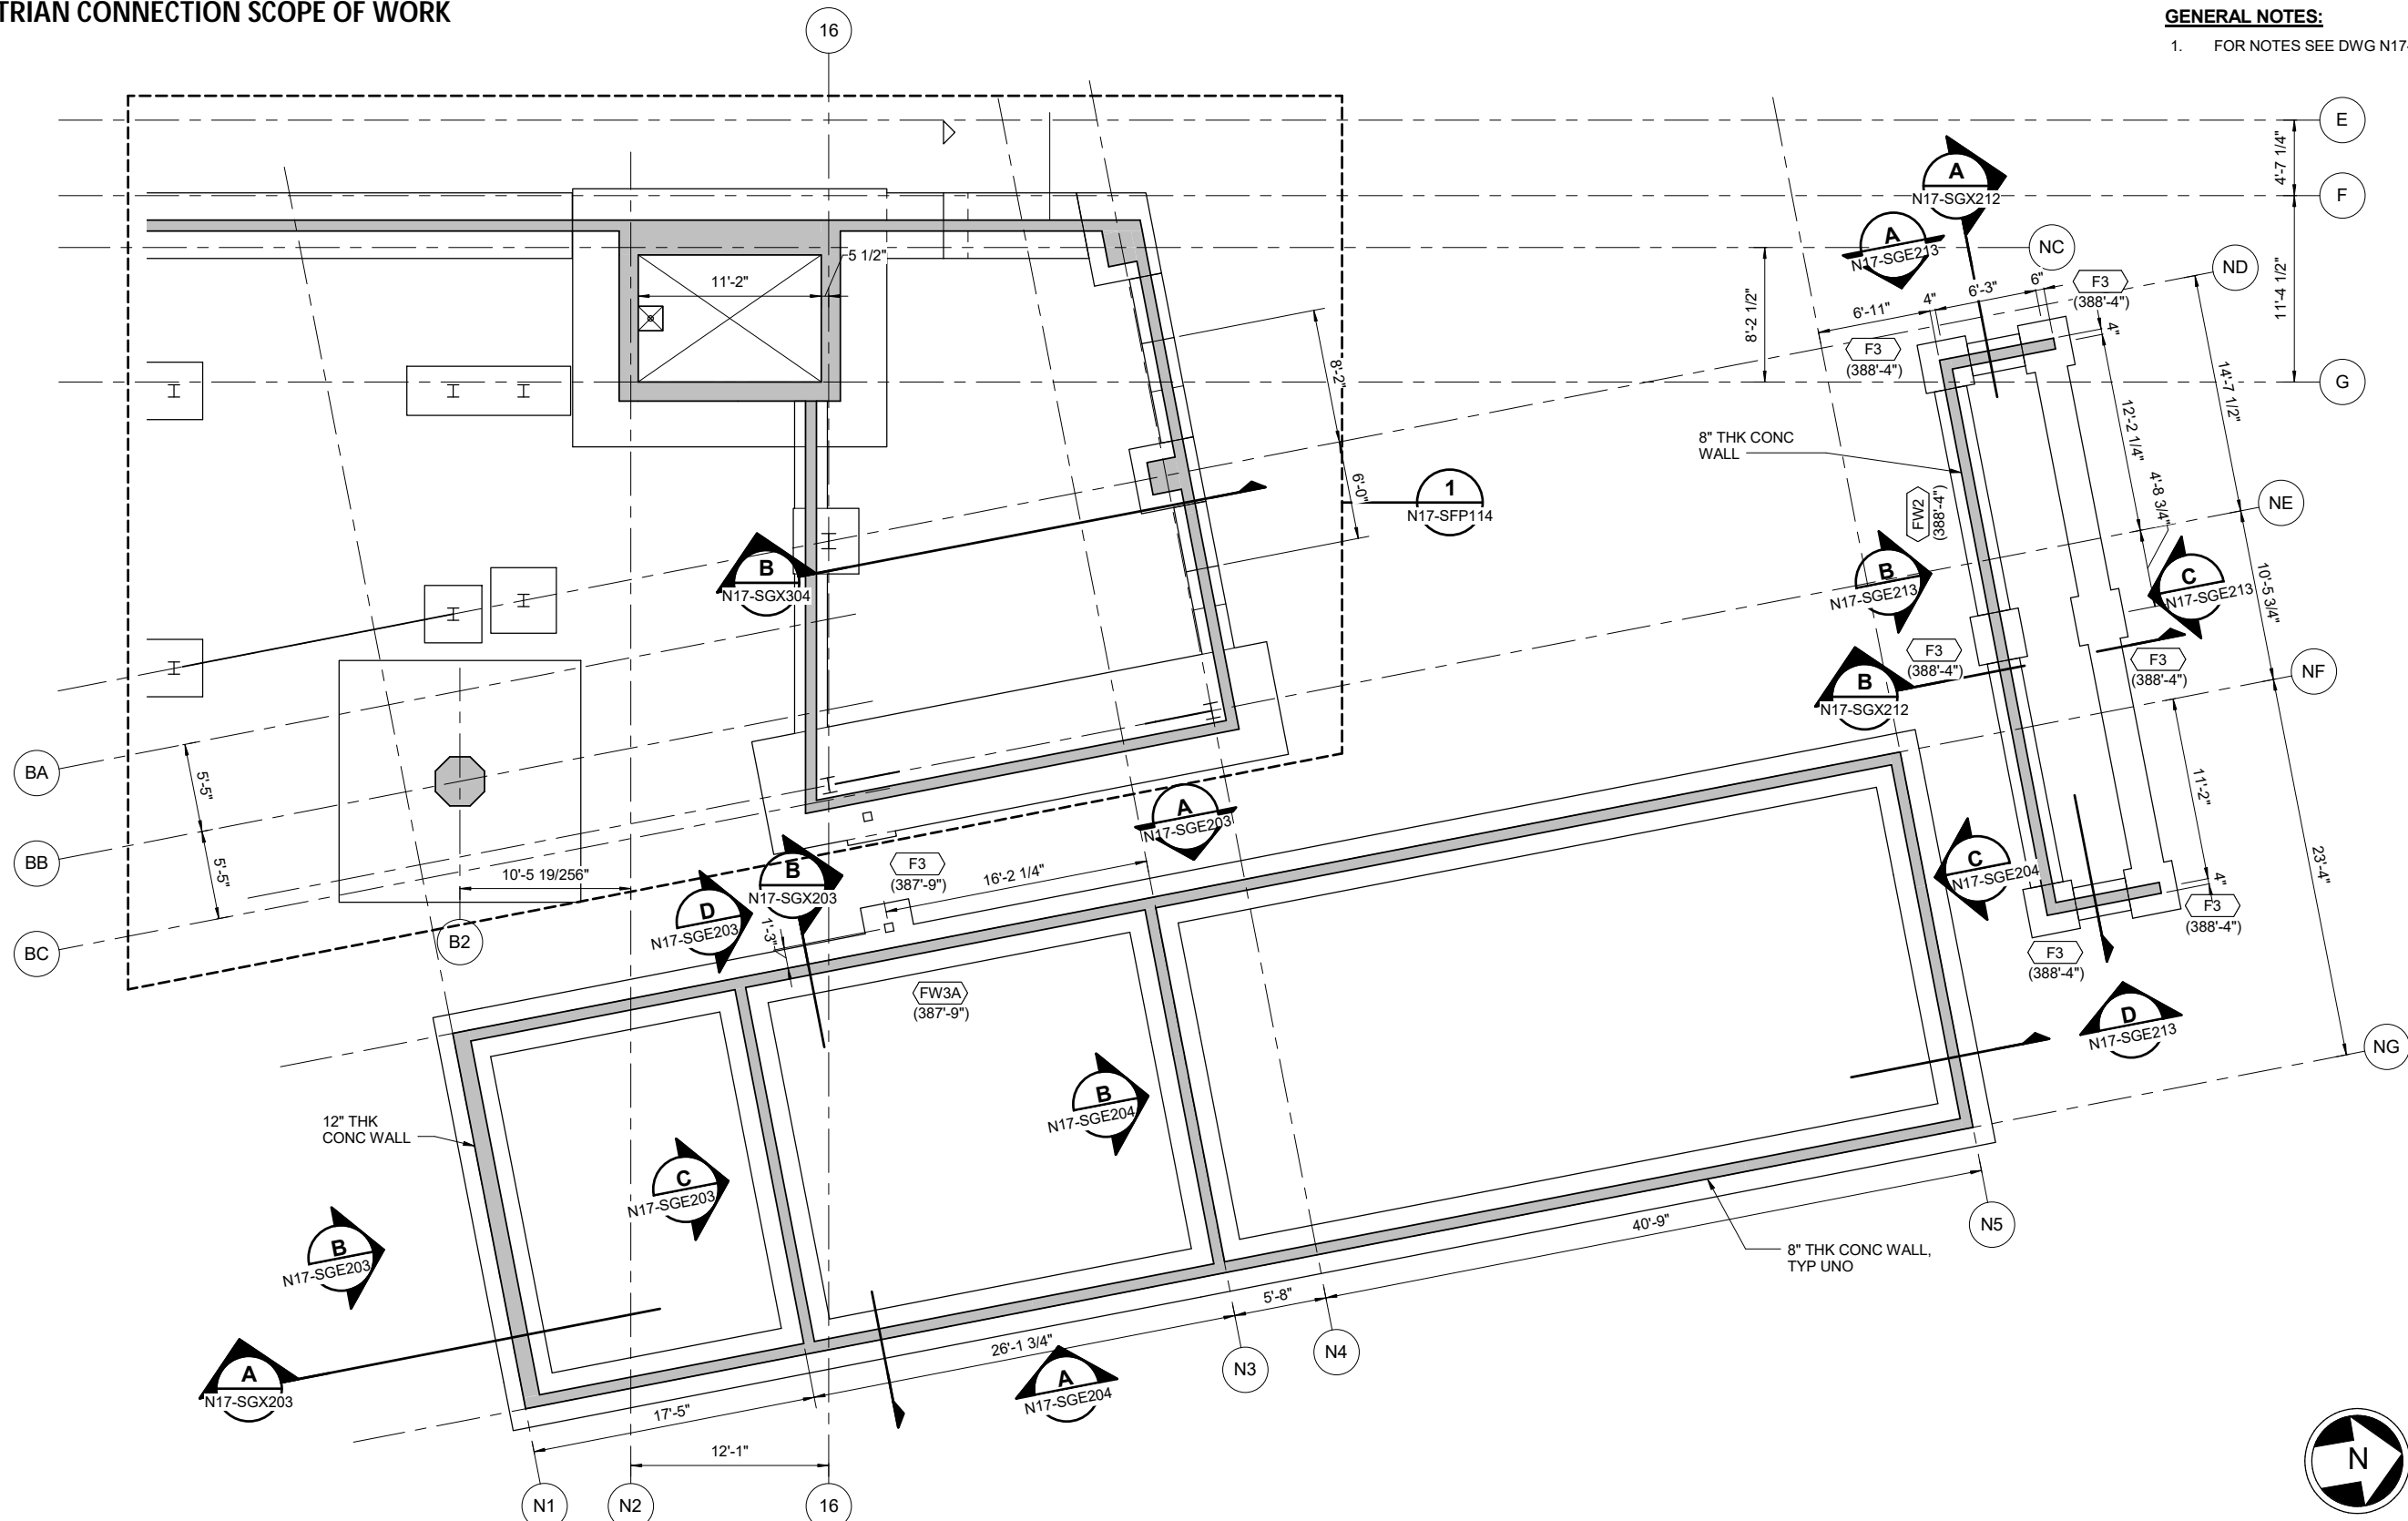 TRIAN CONNECTION SCOPE OF WORK
GENERAL NOTES:
1. FOR NOTES SEE DWG N17-
16
E
4'-7 1/4"
F
11'-4 1/2"
G
A
N17-SGX212
A
N17-SGE213
NC
ND
8'-2 1/2"
6'-11"
4"
6'-3"
6"
F3
(388'-4")
4"
F3
(388'-4")
14'-7 1/2"
12'-2 1/4"
4'-8 3/4"
NE
5 1/2"
11'-2"
8'-2"
6'-0"
1
N17-SFP114
8" THK CONC
WALL
FW2
(388'-4")
B
N17-SGX304
B
N17-SGE213
C
N17-SGE213
10'-5 3/4"
F3
(388'-4")
F3
(388'-4")
B
N17-SGX212
NF
BA
5'-5"
BB
5'-5"
BC
10'-5 19/256"
B2
11'-2"
23'-4"
4"
F3
(388'-4")
F3
(388'-4")
A
N17-SGE203
C
N17-SGE204
B
N17-SGX203
D
N17-SGE203
1'-3"
F3
(387'-9")
16'-2 1/4"
FW3A
(387'-9")
D
N17-SGE213
NG
12" THK
CONC WALL
B
N17-SGE204
C
N17-SGE203
B
N17-SGE203
A
N17-SGX203
40'-9"
N5
8" THK CONC WALL,
TYP UNO
5'-8"
26'-1 3/4"
N3
N4
A
N17-SGE204
17'-5"
12'-1"
N1
N2
16
N